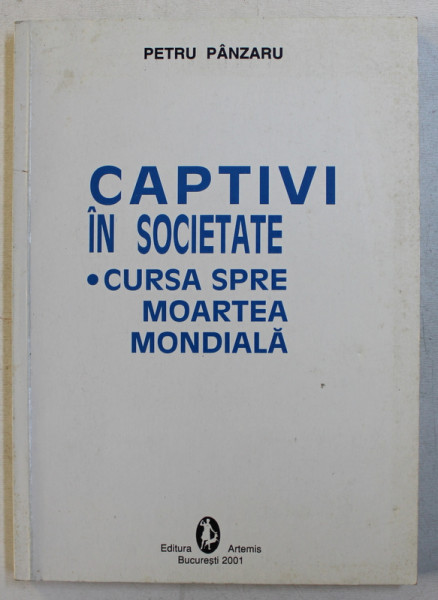 PETRU PÂNZARU
CAPTIVI
ÎN SOCIETATE
• CURSA SPRE
MOARTEA
MONDIALĂ
Editura Artemis
București 2001